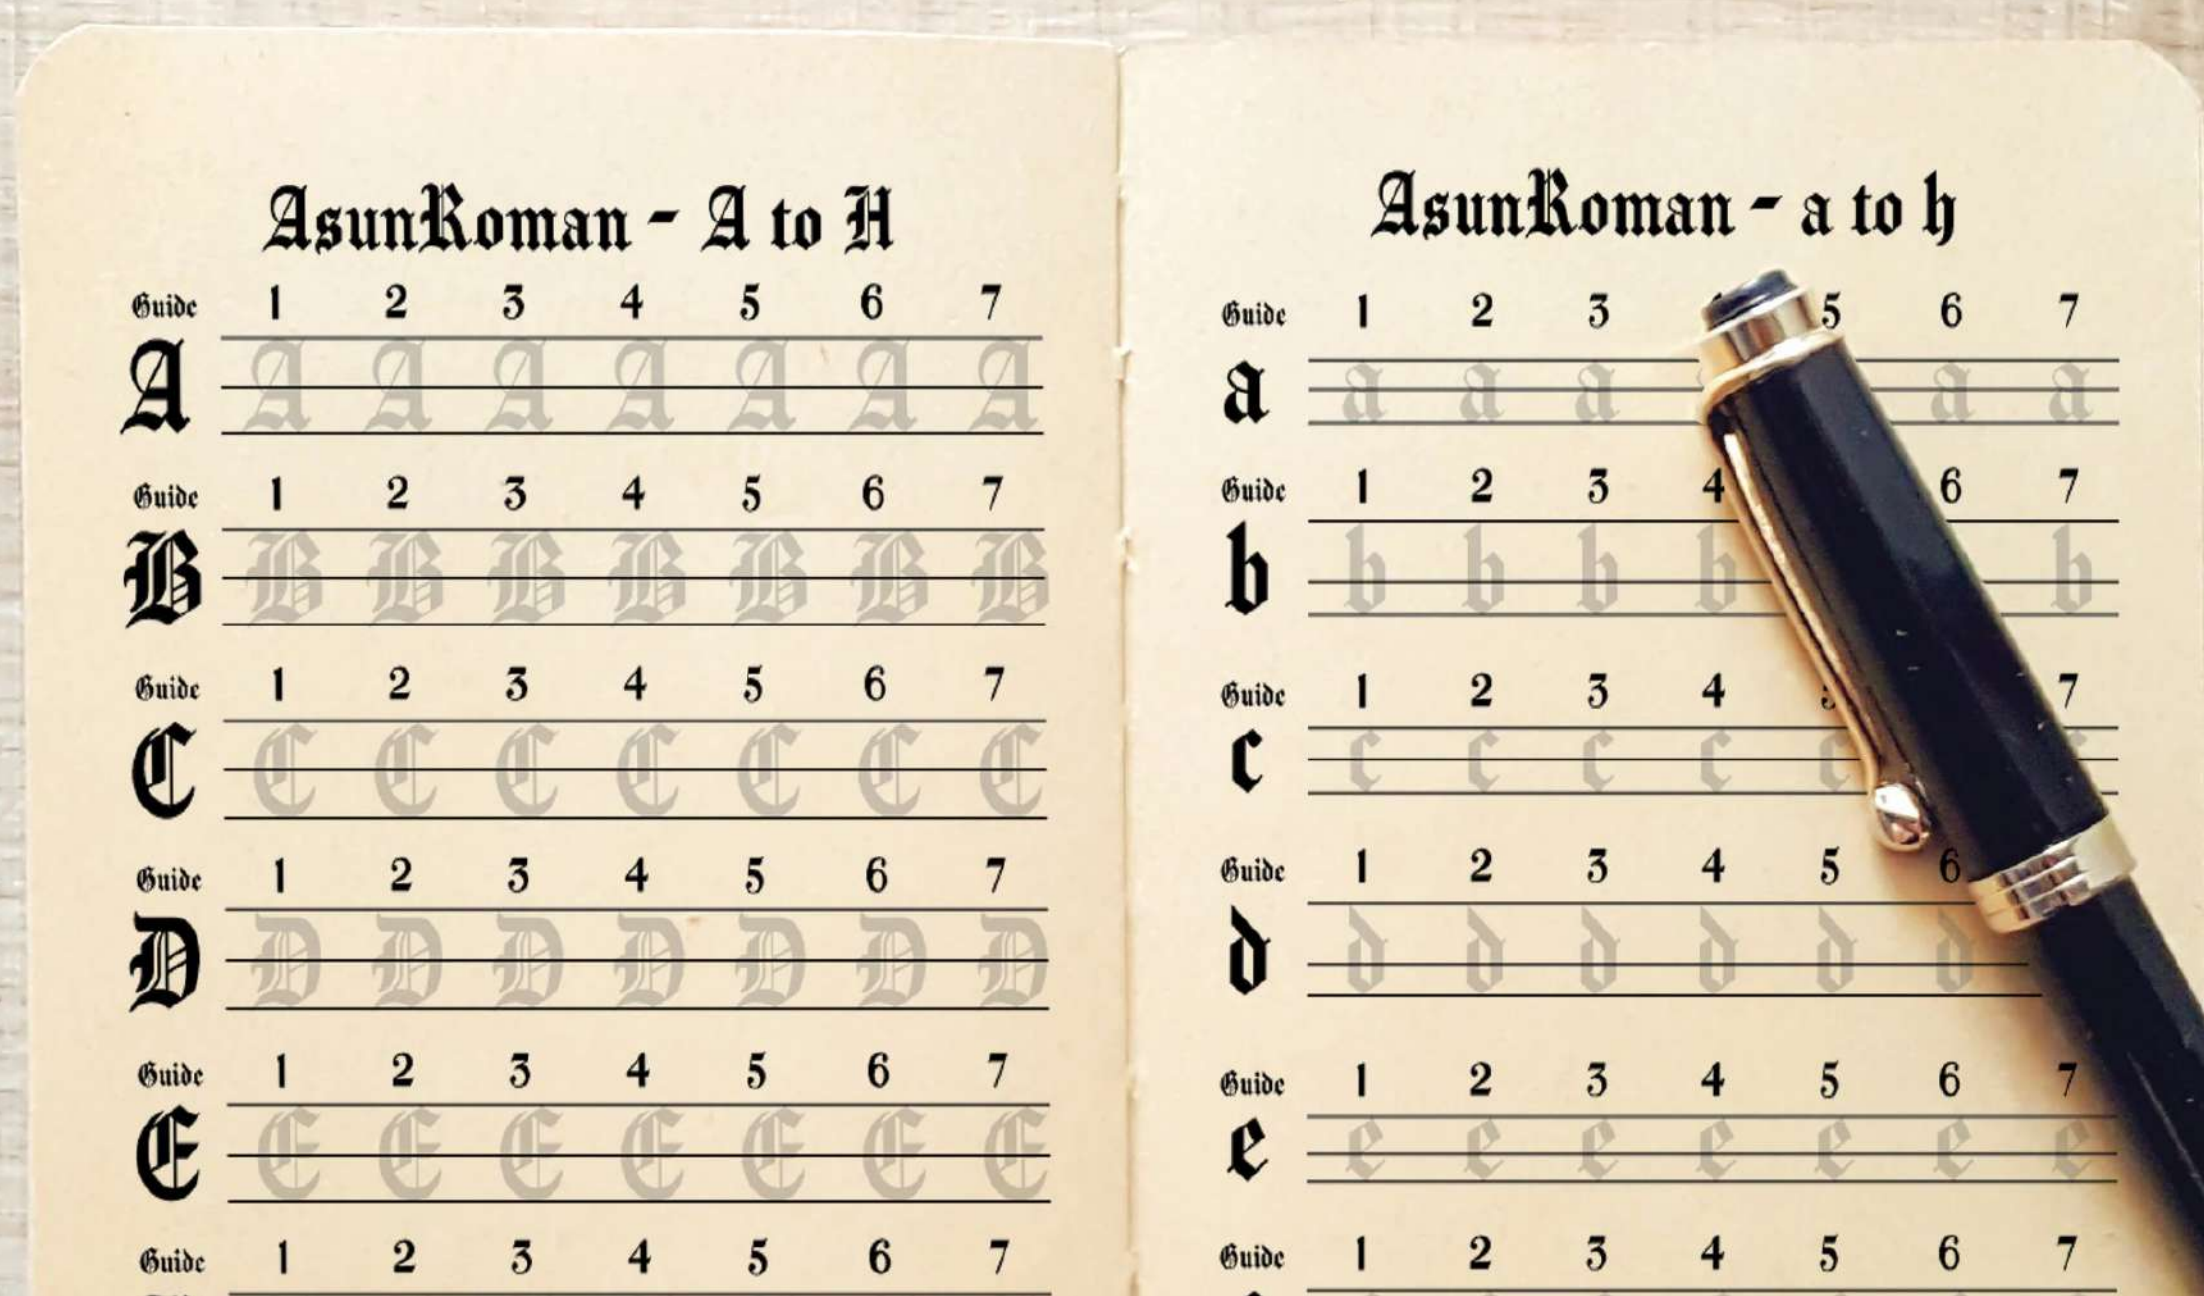 AsunRoman - A to H
Guide 1 2 3 4 5 6 7
A A A A A A A A
Guide 1 2 3 4 5 6 7
B B B B B B B B
Guide 1 2 3 4 5 6 7
C C C C C C C C
Guide 1 2 3 4 5 6 7
D D D D D D D D
Guide 1 2 3 4 5 6 7
E E E E E E E E
Guide 1 2 3 4 5 6 7
AsunRoman - a to h
Guide 1 2 3 5 6 7
a a a a a a
Guide 1 2 3 4 6 7
b b b b b b
Guide 1 2 3 4 7
c c c c c c
Guide 1 2 3 4 5 6
d d d d d d d
Guide 1 2 3 4 5 6 7
e e e e e e e e
Guide 1 2 3 4 5 6 7